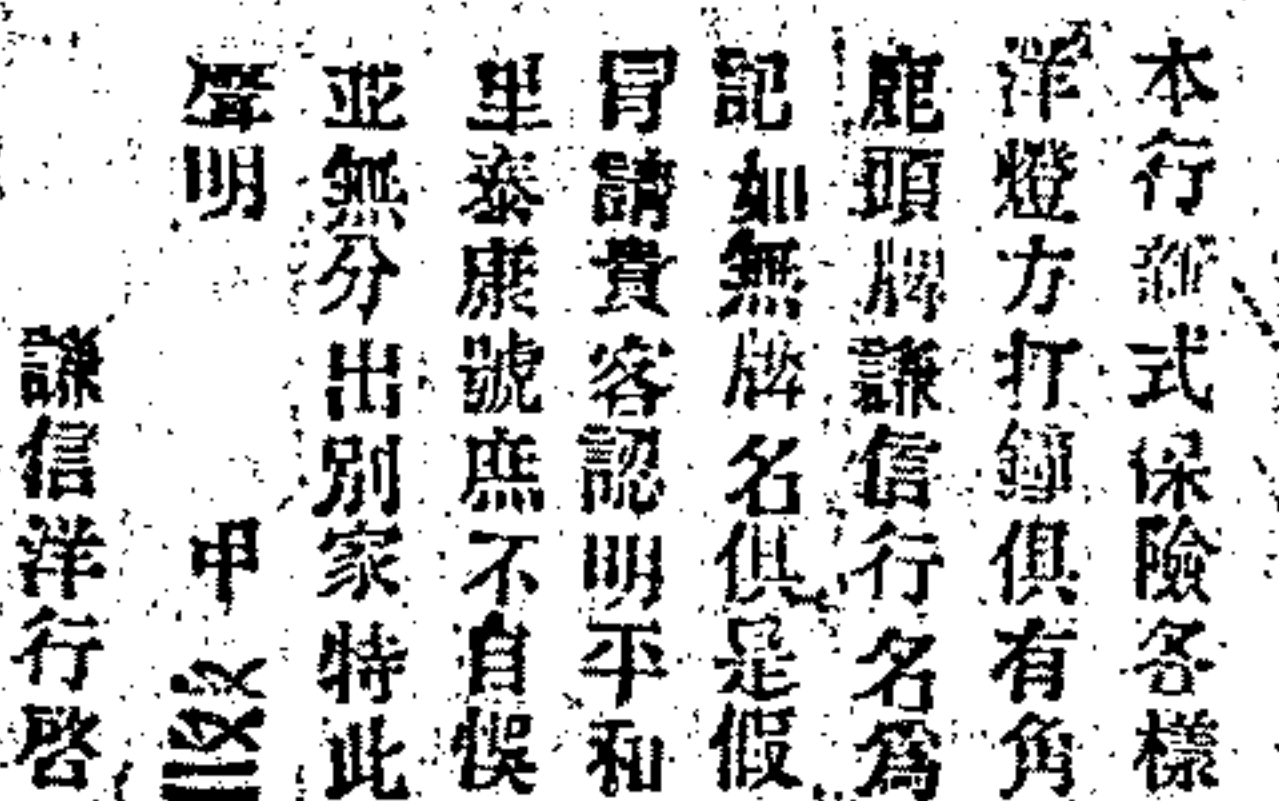 本行新式保險各樣
洋燈方打鐘俱有角
鹿頭牌謙信行名爲
記如無牌名俱是假
冒請貴客認明平和
里泰康號庶不自悞
並無分出別家特此
聲明
謙信洋行啓